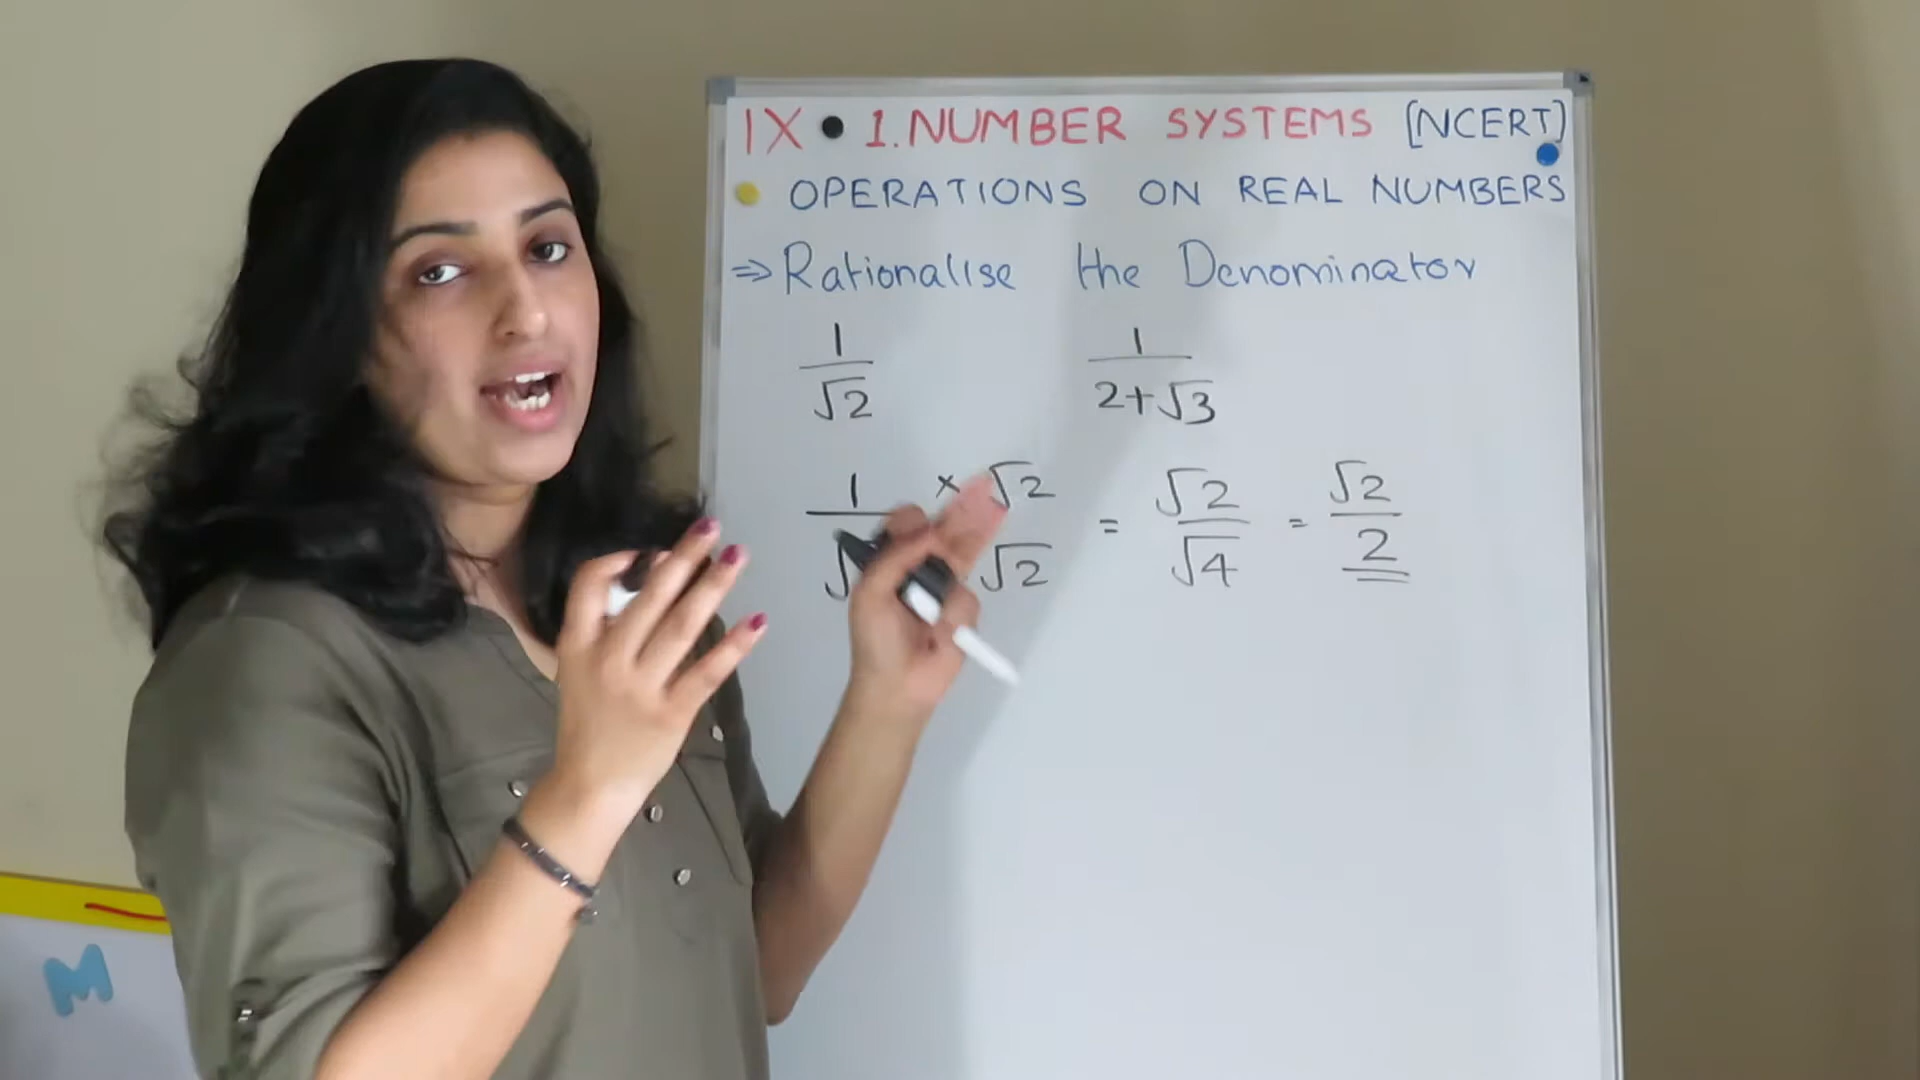 IX • 1. NUMBER SYSTEMS [NCERT]
• OPERATIONS ON REAL NUMBERS
⇒ Rationalise the Denominator
1/√2 1/(2+√3)
1 × √2 / √ √2 = √2/√4 = √2/2
M